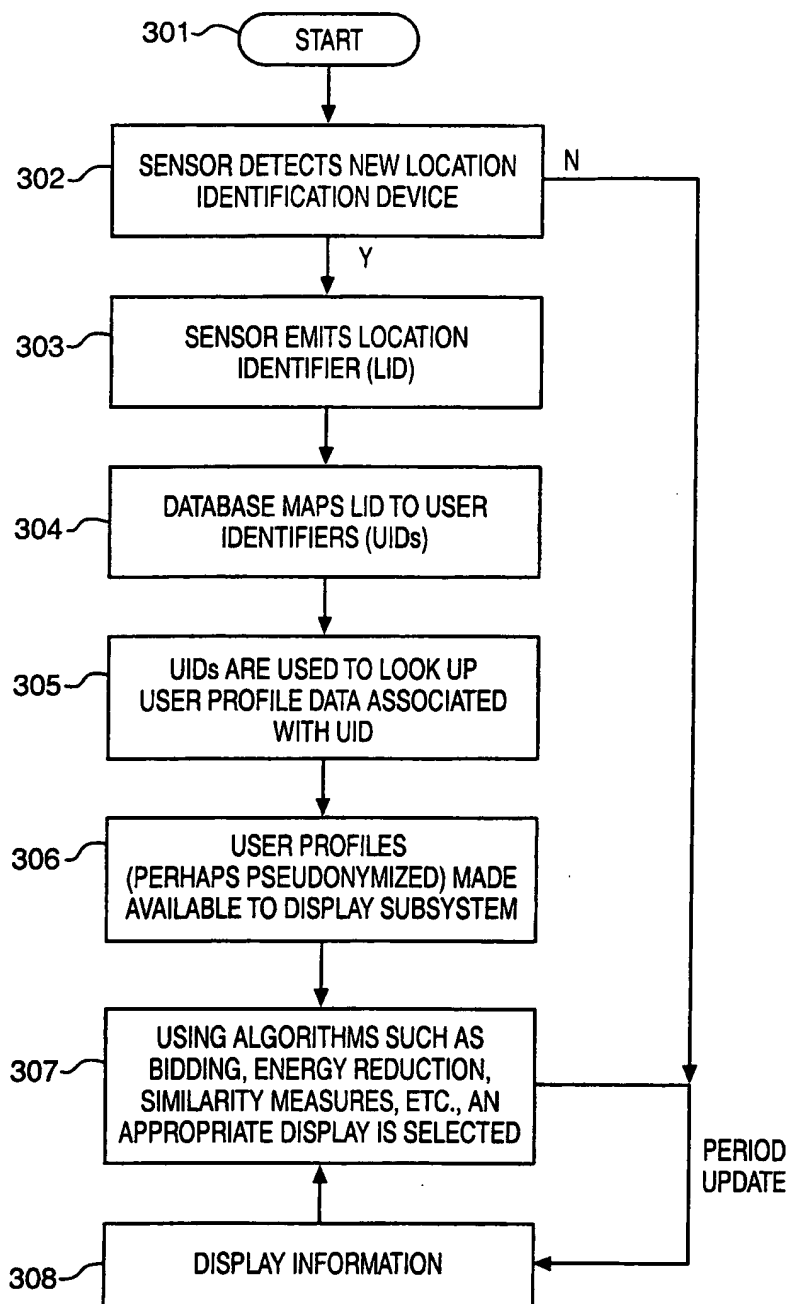 301
START
302
SENSOR DETECTS NEW LOCATION
IDENTIFICATION DEVICE
N
Y
303
SENSOR EMITS LOCATION
IDENTIFIER (LID)
304
DATABASE MAPS LID TO USER
IDENTIFIERS (UIDs)
305
UIDs ARE USED TO LOOK UP
USER PROFILE DATA ASSOCIATED
WITH UID
306
USER PROFILES
(PERHAPS PSEUDONYMIZED) MADE
AVAILABLE TO DISPLAY SUBSYSTEM
307
USING ALGORITHMS SUCH AS
BIDDING, ENERGY REDUCTION,
SIMILARITY MEASURES, ETC., AN
APPROPRIATE DISPLAY IS SELECTED
PERIOD
UPDATE
308
DISPLAY INFORMATION